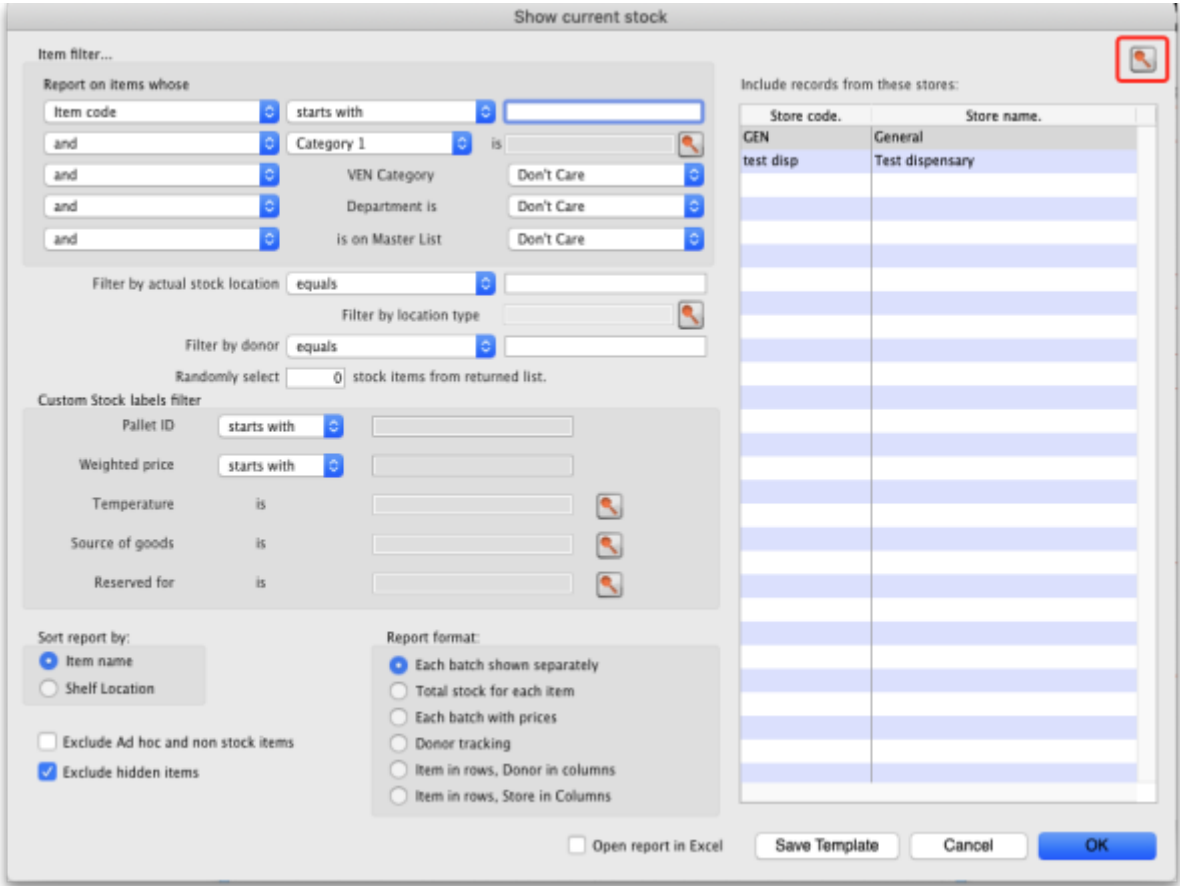 Show current stock
Item filter...
Report on items whose
Item code starts with
and Category 1 is
and VEN Category Don't Care
and Department is Don't Care
and is on Master List Don't Care
Filter by actual stock location equals
Filter by location type
Filter by donor equals
Randomly select 0 stock items from returned list.
Custom Stock labels filter
Pallet ID starts with
Weighted price starts with
Temperature is
Source of goods is
Reserved for is
Sort report by:
Item name
Shelf Location
Exclude Ad hoc and non stock items
Exclude hidden items
Report format:
Each batch shown separately
Total stock for each item
Each batch with prices
Donor tracking
Item in rows, Donor in columns
Item in rows, Store in Columns
Include records from these stores:
Store code. Store name.
GEN General
test disp Test dispensary
Open report in Excel Save Template Cancel OK